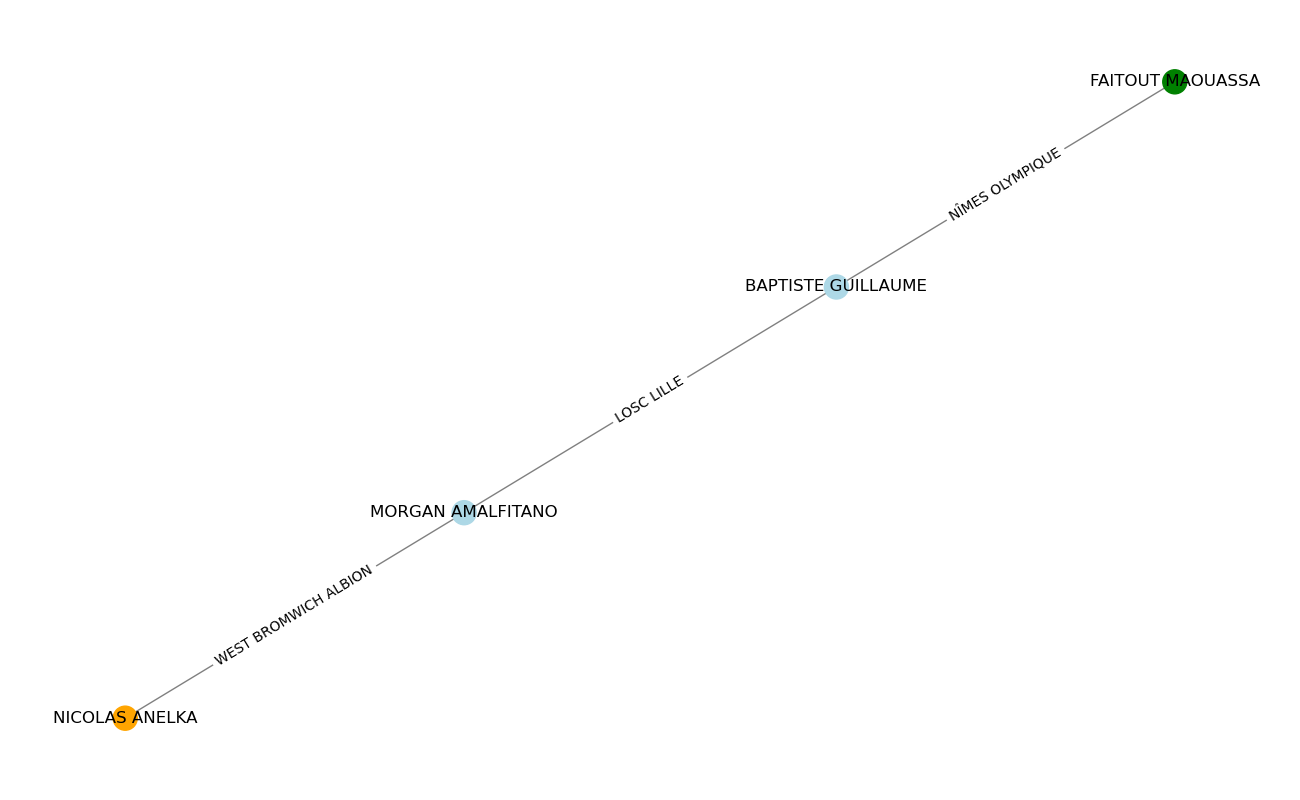 FAITOUT MAOUASSA
NÎMES OLYMPIQUE
BAPTISTE GUILLAUME
LOSC LILLE
MORGAN AMALFITANO
WEST BROMWICH ALBION
NICOLAS ANELKA